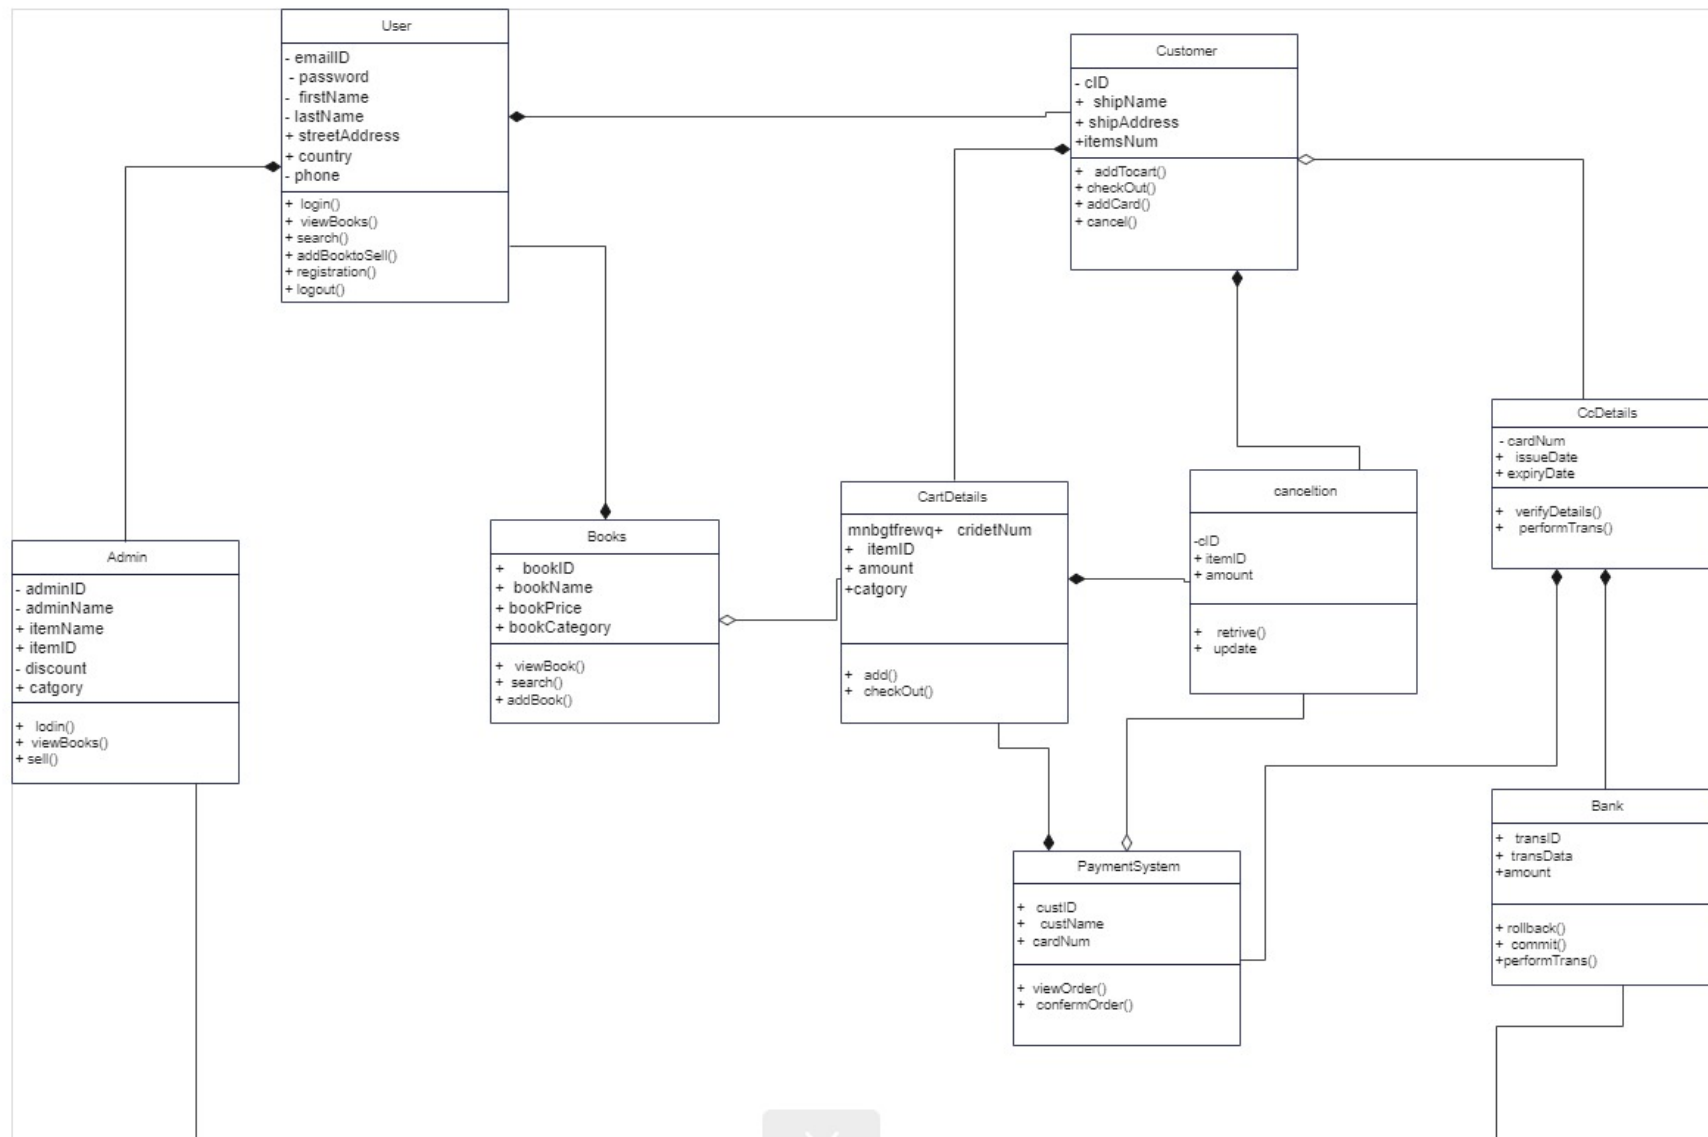 User
- emailID
- password
- firstName
- lastName
+ streetAddress
+ country
- phone
+ login()
+ viewBooks()
+ search()
+ addBooktoSell()
+ registration()
+ logout()
Customer
- cID
+ shipName
+ shipAddress
+itemsNum
+ addTocart()
+ checkOut()
+ addCard()
+ cancel()
CcDetails
- cardNum
+ issueDate
+ expiryDate
+ verifyDetails()
+ performTrans()
Admin
- adminID
- adminName
+ itemName
+ itemID
- discount
+ catgory
+ lodin()
+ viewBooks()
+ sell()
Books
+ bookID
+ bookName
+ bookPrice
+ bookCategory
+ viewBook()
+ search()
+ addBook()
CartDetails
mnbgtfrewq+ cridetNum
+ itemID
+ amount
+catgory
+ add()
+ checkOut()
canceltion
-cID
+ itemID
+ amount
+ retrive()
+ update
PaymentSystem
+ custID
+ custName
+ cardNum
+ viewOrder()
+ confermOrder()
Bank
+ transID
+ transData
+amount
+ rollback()
+ commit()
+performTrans()